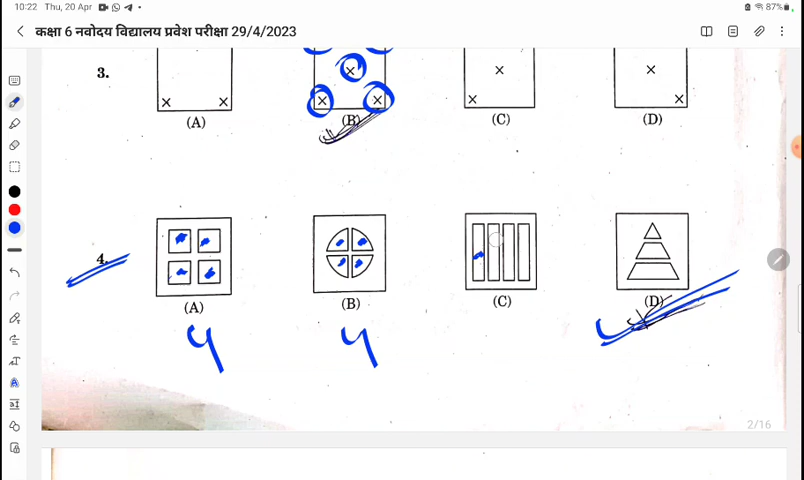 10:22 Thu, 20 Apr 87%
कक्षा 6 नवोदय विद्यालय प्रवेश परीक्षा 29/4/2023
3.
× ×
×
× ×
×
×
×
×
(A) (B) (C) (D)
4.
(A) (B) (C) (D)
4 4
2/16